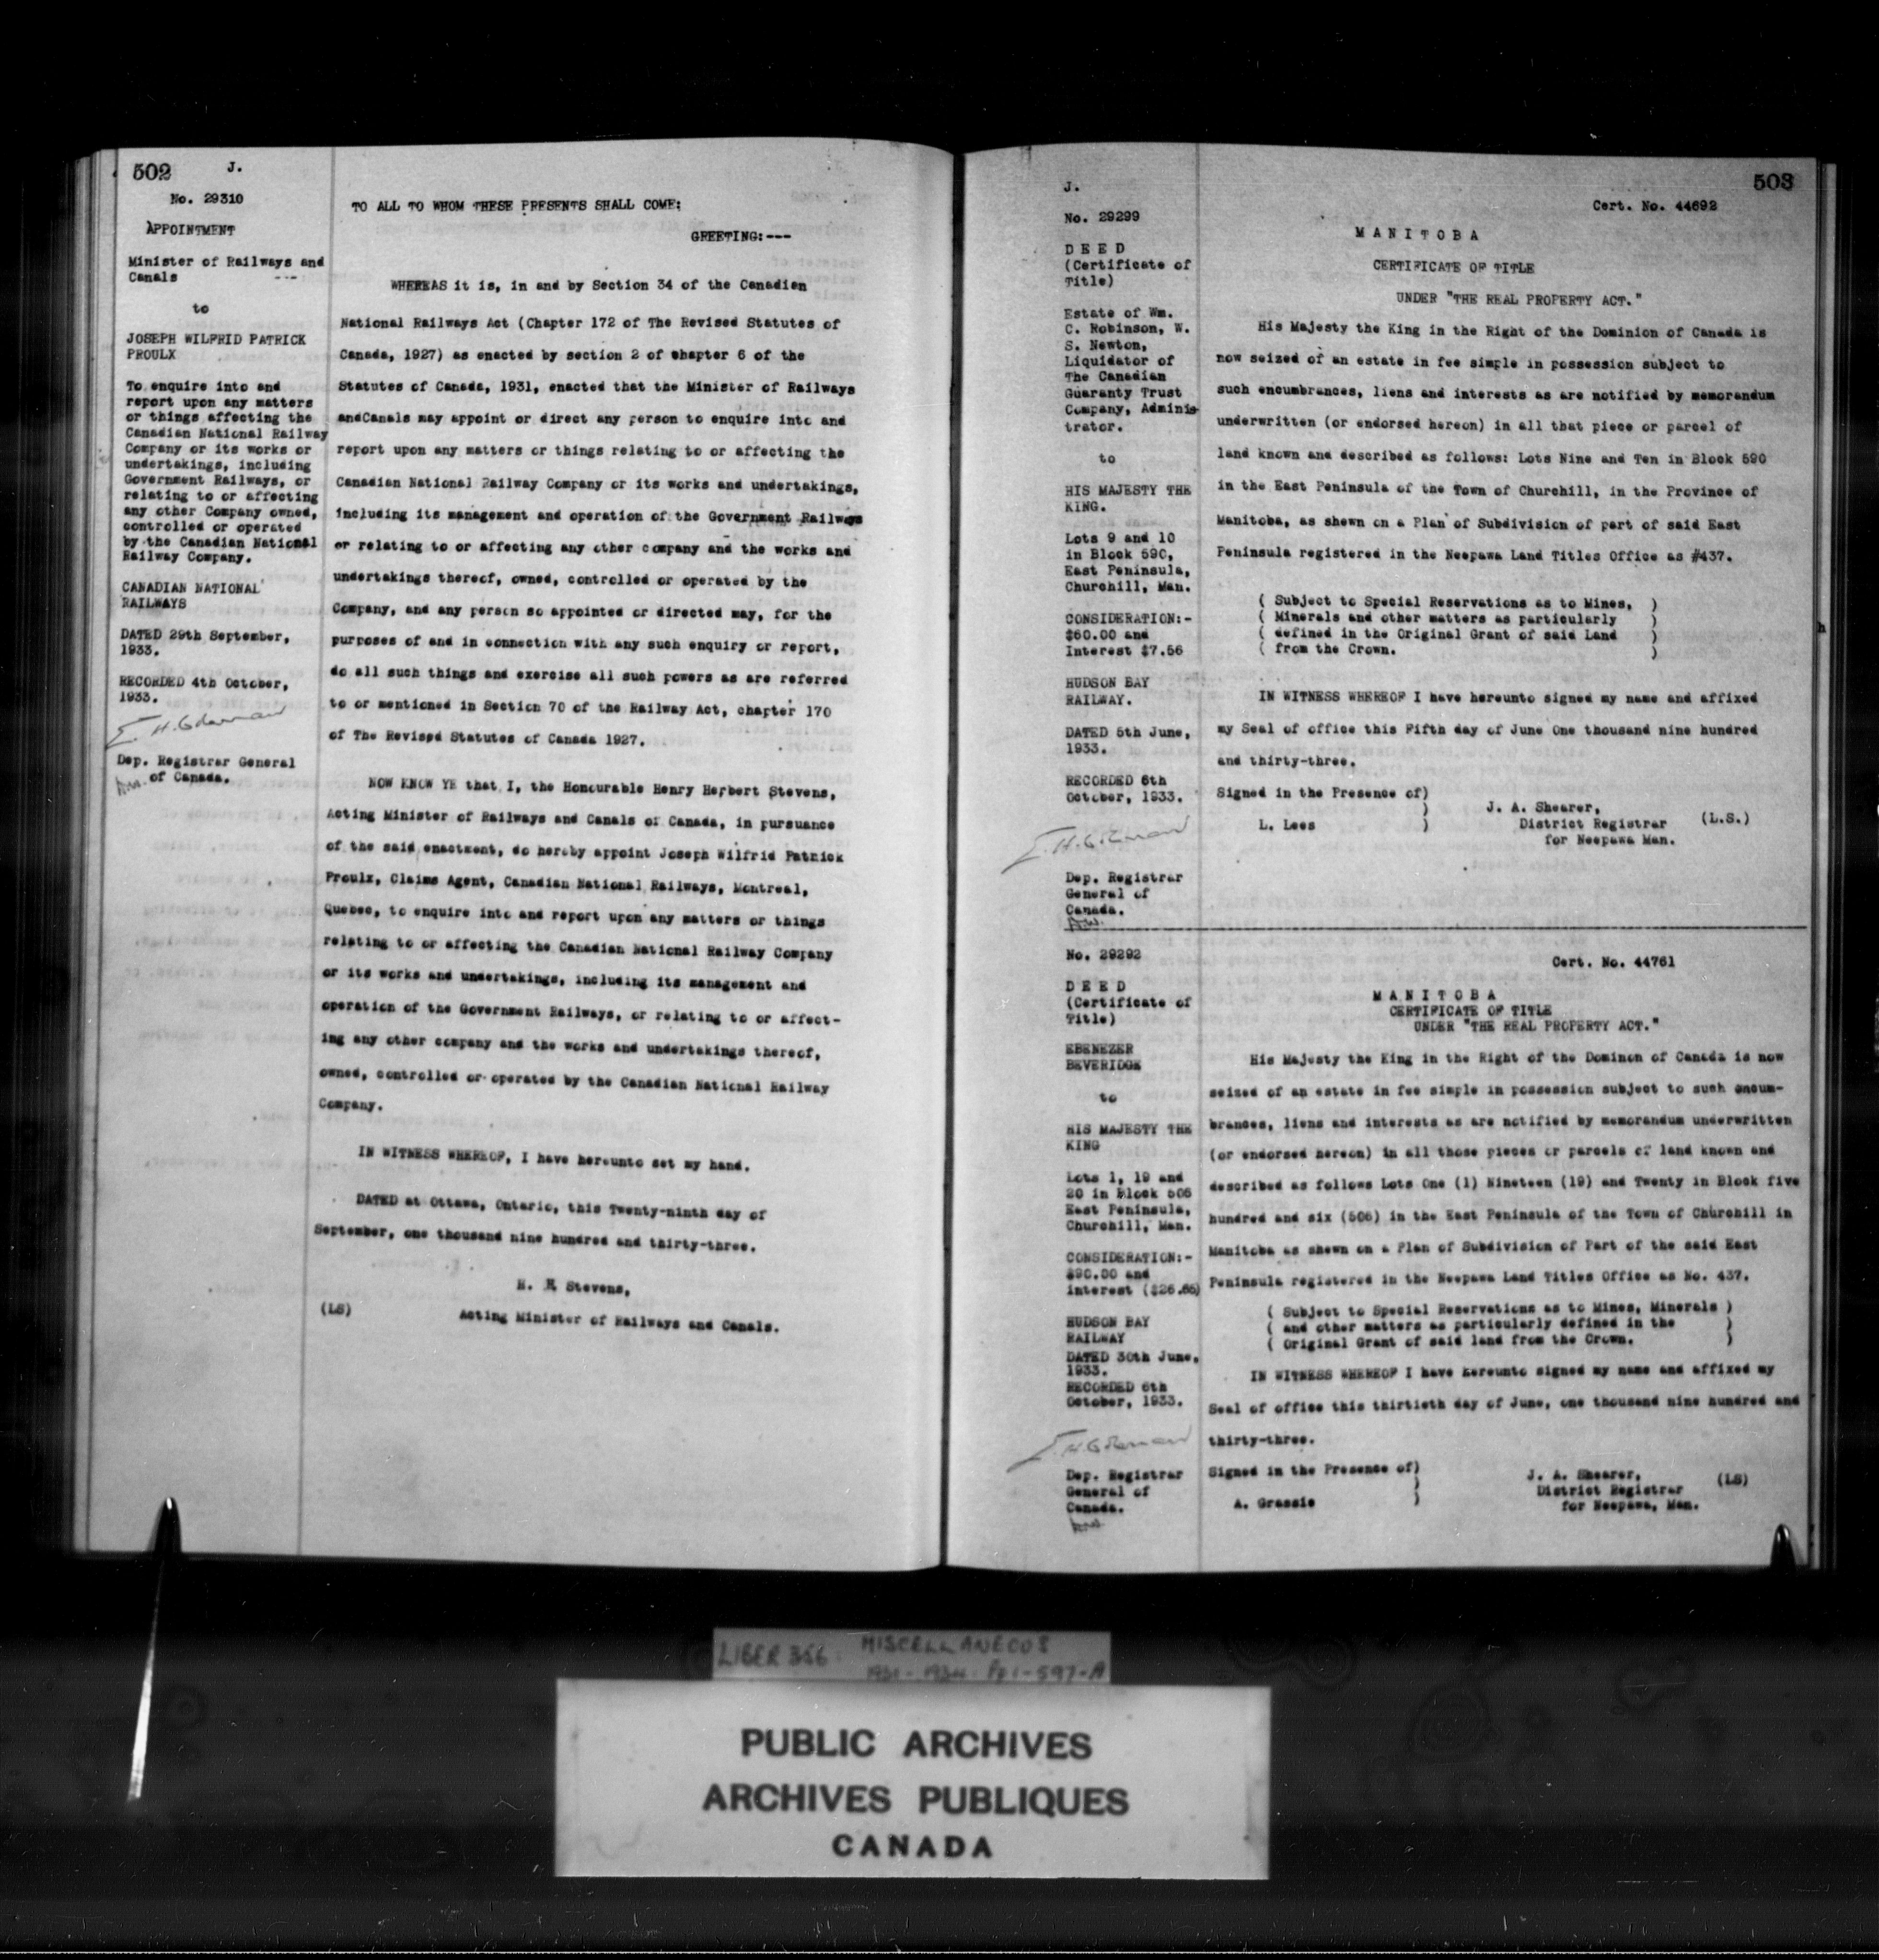 502
J.
No. 29310
APPOINTMENT
Minister of Railways and
Canals ---
to
JOSEPH WILFRID PATRICK
PROULX
To enquire into and
report upon any matters
or things affecting the
Canadian National Railway
Company or its works or
undertakings, including
Government Railways, or
relating to or affecting
any other Company owned,
controlled or operated
by the Canadian National
Railway Company.
CANADIAN NATIONAL
RAILWAYS
DATED 29th September,
1933.
RECORDED 4th October,
1933.
Dep. Registrar General
of Canada.
TO ALL TO WHOM THESE PRESENTS SHALL COME:
GREETING:---
WHEREAS it is, in and by Section 34 of the Canadian
National Railways Act (Chapter 172 of The Revised Statutes of
Canada, 1927) as enacted by section 2 of chapter 6 of the
Statutes of Canada, 1931, enacted that the Minister of Railways
andCanals may appoint or direct any person to enquire into and
report upon any matters or things relating to or affecting the
Canadian National Railway Company or its works and undertakings,
including its management and operation of the Government Railways
or relating to or affecting any other company and the works and
undertakings thereof, owned, controlled or operated by the
Company, and any person so appointed or directed may, for the
purposes of and in connection with any such enquiry or report,
do all such things and exercise all such powers as are referred
to or mentioned in Section 70 of the Railway Act, chapter 170
of The Revised Statutes of Canada 1927.
NOW KNOW YE that I, the Honourable Henry Herbert Stevens,
Acting Minister of Railways and Canals of Canada, in pursuance
of the said enactment, do hereby appoint Joseph Wilfrid Patrick
Proulx, Claims Agent, Canadian National Railways, Montreal,
Quebec, to enquire into and report upon any matters or things
relating to or affecting the Canadian National Railway Company
or its works and undertakings, including its management and
operation of the Government Railways, or relating to or affect-
ing any other company and the works and undertakings thereof,
owned, controlled or operated by the Canadian National Railway
Company.
IN WITNESS WHEREOF, I have hereunto set my hand.
DATED at Ottawa, Ontario, this Twenty-ninth day of
September, one thousand nine hundred and thirty-three.
H. H. Stevens,
(LS) Acting Minister of Railways and Canals.
503
J.
No. 29299
D E E D
(Certificate of
Title)
Estate of Wm.
C. Robinson, W.
S. Newton,
Liquidator of
The Canadian
Guaranty Trust
Company, Adminis-
trator.
to
HIS MAJESTY THE
KING.
Lots 9 and 10
in Block 590,
East Peninsula,
Churchill, Man.
CONSIDERATION:-
$60.00 and
Interest $7.56
HUDSON BAY
RAILWAY.
DATED 5th June,
1933.
RECORDED 6th
October, 1933.
Dep. Registrar
General of
Canada.
Cert. No. 44692
M A N I T O B A
CERTIFICATE OF TITLE
UNDER "THE REAL PROPERTY ACT."
His Majesty the King in the Right of the Dominion of Canada is
now seized of an estate in fee simple in possession subject to
such encumbrances, liens and interests as are notified by memorandum
underwritten (or endorsed hereon) in all that piece or parcel of
land known and described as follows: Lots Nine and Ten in Block 590
in the East Peninsula of the Town of Churchill, in the Province of
Manitoba, as shewn on a Plan of Subdivision of part of said East
Peninsula registered in the Neepawa Land Titles Office as #437.
( Subject to Special Reservations as to Mines, )
( Minerals and other matters as particularly )
( defined in the Original Grant of said Land )
( from the Crown. )
IN WITNESS WHEREOF I have hereunto signed my name and affixed
my Seal of office this Fifth day of June One thousand nine hundred
and thirty-three.
Signed in the Presence of)
L. Lees )
J. A. Shearer,
District Registrar (L.S.)
for Neepawa Man.
No. 29292
D E E D
(Certificate of
Title)
EBENEZER
BEVERIDGE
to
HIS MAJESTY THE
KING
Lots 1, 19 and
20 in Block 506
East Peninsula,
Churchill, Man.
CONSIDERATION:-
$90.00 and
interest ($26.65)
HUDSON BAY
RAILWAY
DATED 30th June,
1933.
RECORDED 6th
October, 1933.
Dep. Registrar
General of
Canada.
Cert. No. 44761
M A N I T O B A
CERTIFICATE OF TITLE
UNDER "THE REAL PROPERTY ACT."
His Majesty the King in the Right of the Dominon of Canada is now
seized of an estate in fee simple in possession subject to such encum-
brances, liens and interests as are notified by memorandum underwritten
(or endorsed hereon) in all those pieces or parcels of land known and
described as follows Lots One (1) Nineteen (19) and Twenty in Block five
hundred and six (506) in the East Peninsula of the Town of Churchill in
Manitoba as shewn on a Plan of Subdivision of Part of the said East
Peninsula registered in the Neepawa Land Titles Office as No. 437.
( Subject to Special Reservations as to Mines, Minerals )
( and other matters as particularly defined in the )
( Original Grant of said land from the Crown. )
IN WITNESS WHEREOF I have hereunto signed my name and affixed my
Seal of office this thirtieth day of June, one thousand nine hundred and
thirty-three.
Signed in the Presence of)
A. Grassie )
J. A. Shearer,
District Registrar (LS)
for Neepawa, Man.
LIBER 366 MISCELLANEOUS
1931-1934 Pp 1-597-A
PUBLIC ARCHIVES
ARCHIVES PUBLIQUES
CANADA